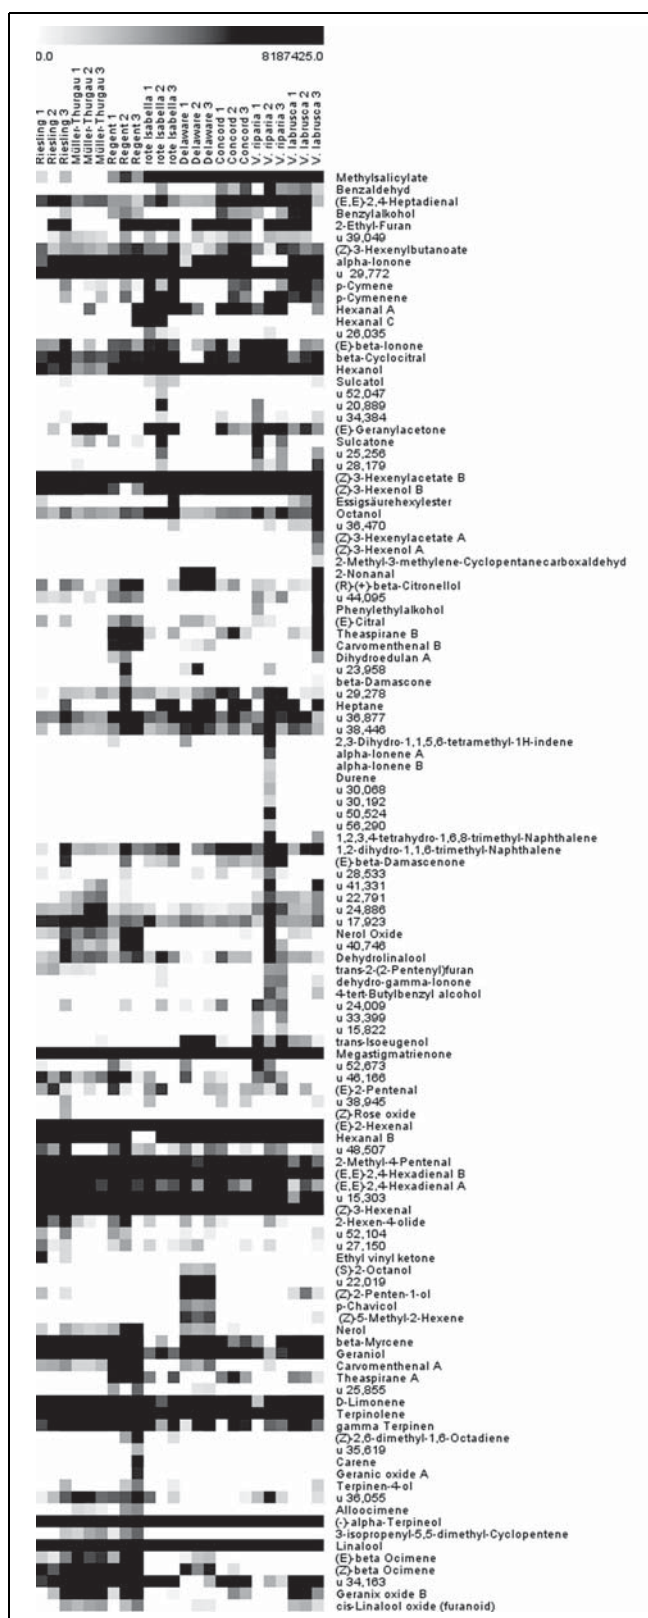 0.0 8187425.0
Riesling 1
Riesling 2
Riesling 3
Müller-Thurgau 1
Müller-Thurgau 2
Müller-Thurgau 3
Regent 1
Regent 2
Regent 3
rote Isabella 1
rote Isabella 2
rote Isabella 3
Delaware 1
Delaware 2
Delaware 3
Concord 1
Concord 2
Concord 3
V. riparia 1
V. riparia 2
V. riparia 3
V. labrusca 1
V. labrusca 2
V. labrusca 3
Methylsalicylate
Benzaldehyd
(E,E)-2,4-Heptadienal
Benzylalkohol
2-Ethyl-Furan
u 39,049
(Z)-3-Hexenylbutanoate
alpha-Ionone
u 29,772
p-Cymene
p-Cymenene
Hexanal A
Hexanal C
u 26,035
(E)-beta-Ionone
beta-Cyclocitral
Hexanol
Sulcatol
u 52,047
u 20,889
u 34,384
(E)-Geranylacetone
Sulcatone
u 25,256
u 28,179
(Z)-3-Hexenylacetate B
(Z)-3-Hexenol B
Essigsäurehexylester
Octanol
u 36,470
(Z)-3-Hexenylacetate A
(Z)-3-Hexenol A
2-Methyl-3-methylene-Cyclopentanecarboxaldehyd
2-Nonanal
(R)-(+)-beta-Citronellol
u 44,095
Phenylethylalkohol
(E)-Citral
Theaspirane B
Carvomenthenal B
Dihydroedulan A
u 23,958
beta-Damascone
u 29,278
Heptane
u 36,877
u 38,446
2,3-Dihydro-1,1,5,6-tetramethyl-1H-indene
alpha-Ionene A
alpha-Ionene B
Durene
u 30,068
u 30,192
u 50,524
u 56,290
1,2,3,4-tetrahydro-1,6,8-trimethyl-Naphthalene
1,2-dihydro-1,1,6-trimethyl-Naphthalene
(E)-beta-Damascenone
u 28,533
u 41,331
u 22,791
u 24,886
u 17,923
Nerol Oxide
u 40,746
Dehydrolinalool
trans-2-(2-Pentenyl)furan
dehydro-gamma-Ionone
4-tert-Butylbenzyl alcohol
u 24,009
u 33,399
u 15,822
trans-Isoeugenol
Megastigmatrienone
u 52,673
u 46,166
(E)-2-Pentenal
u 38,945
(Z)-Rose oxide
(E)-2-Hexenal
Hexanal B
u 48,507
2-Methyl-4-Pentenal
(E,E)-2,4-Hexadienal B
(E,E)-2,4-Hexadienal A
u 15,303
(Z)-3-Hexenal
2-Hexen-4-olide
u 52,104
u 27,150
Ethyl vinyl ketone
(S)-2-Octanol
u 22,019
(Z)-2-Penten-1-ol
p-Chavicol
(Z)-5-Methyl-2-Hexene
Nerol
beta-Myrcene
Geraniol
Carvomenthenal A
Theaspirane A
u 25,855
D-Limonene
Terpinolene
gamma Terpinen
(Z)-2,6-dimethyl-1,6-Octadiene
u 35,619
Carene
Geranic oxide A
Terpinen-4-ol
u 36,055
Alloocimene
(-)-alpha-Terpineol
3-isopropenyl-5,5-dimethyl-Cyclopentene
Linalool
(E)-beta Ocimene
(Z)-beta Ocimene
u 34,163
Geranix oxide B
cis-Linalool oxide (furanoid)